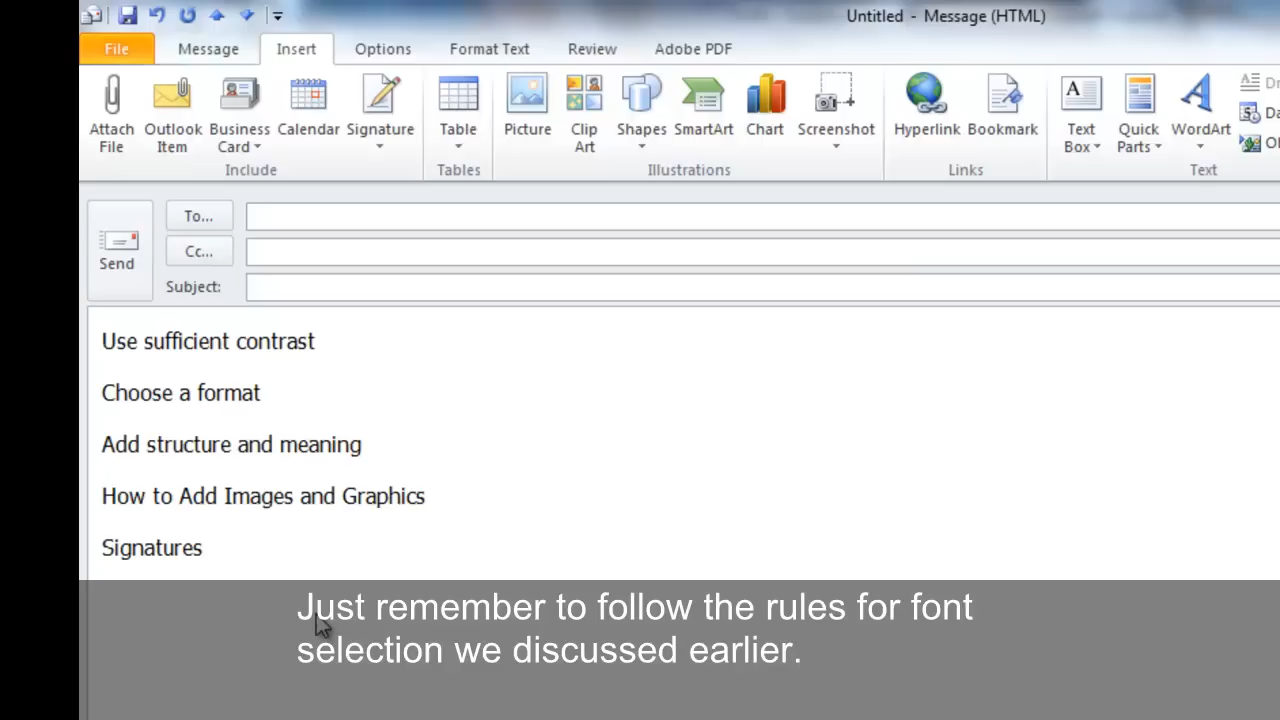 Untitled - Message (HTML)
File Message Insert Options Format Text Review Adobe PDF
Attach File Outlook Item Business Card Calendar Signature Table Picture Clip Art Shapes SmartArt Chart Screenshot Hyperlink Bookmark Text Box Quick Parts WordArt
Include Tables Illustrations Links Text
To...
Cc...
Send
Subject:
Use sufficient contrast
Choose a format
Add structure and meaning
How to Add Images and Graphics
Signatures
Just remember to follow the rules for font
selection we discussed earlier.